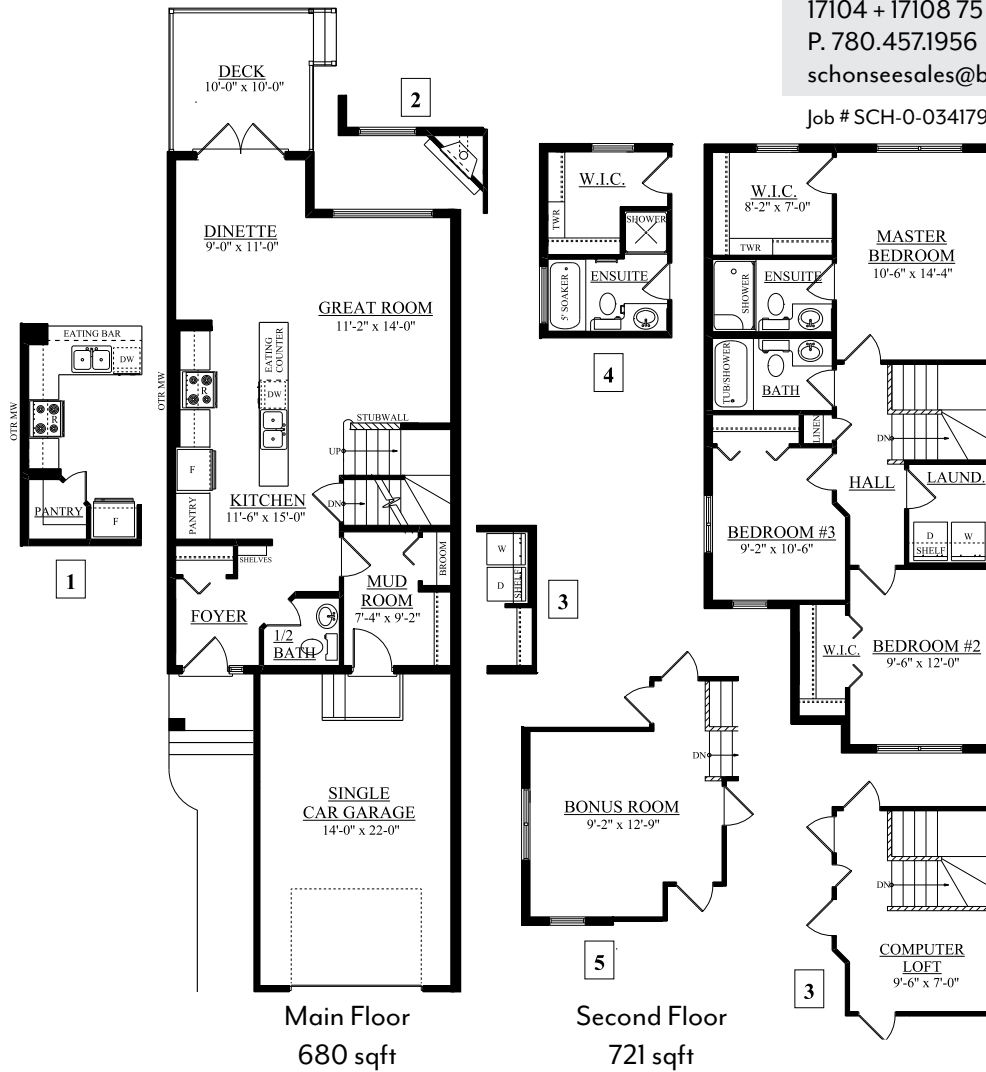 17104 + 17108 75
P. 780.457.1956
schonseesales@b
Job # SCH-0-034179
DECK
10'-0" x 10'-0"
2
DINETTE
9'-0" x 11'-0"
GREAT ROOM
11'-2" x 14'-0"
EATING COUNTER
DW
OTR MW
R
F
PANTRY
STUBWALL
UP
DN
KITCHEN
11'-6" x 15'-0"
SHELVES
FOYER
1/2
BATH
MUD
ROOM
7'-4" x 9'-2"
BROOM
SINGLE
CAR GARAGE
14'-0" x 22'-0"
Main Floor
680 sqft
EATING BAR
DW
OTR MW
R
PANTRY
F
1
W
D
SHELF
3
W.I.C.
TWR
SHOWER
ENSUITE
5' SOAKER
4
W.I.C.
8'-2" x 7'-0"
TWR
MASTER
BEDROOM
10'-6" x 14'-4"
ENSUITE
SHOWER
TUB/SHOWER
BATH
LINEN
DN
HALL
LAUND.
D
W
SHELF
BEDROOM #3
9'-2" x 10'-6"
W.I.C.
BEDROOM #2
9'-6" x 12'-0"
DN
BONUS ROOM
9'-2" x 12'-9"
5
DN
COMPUTER
LOFT
9'-6" x 7'-0"
3
Second Floor
721 sqft